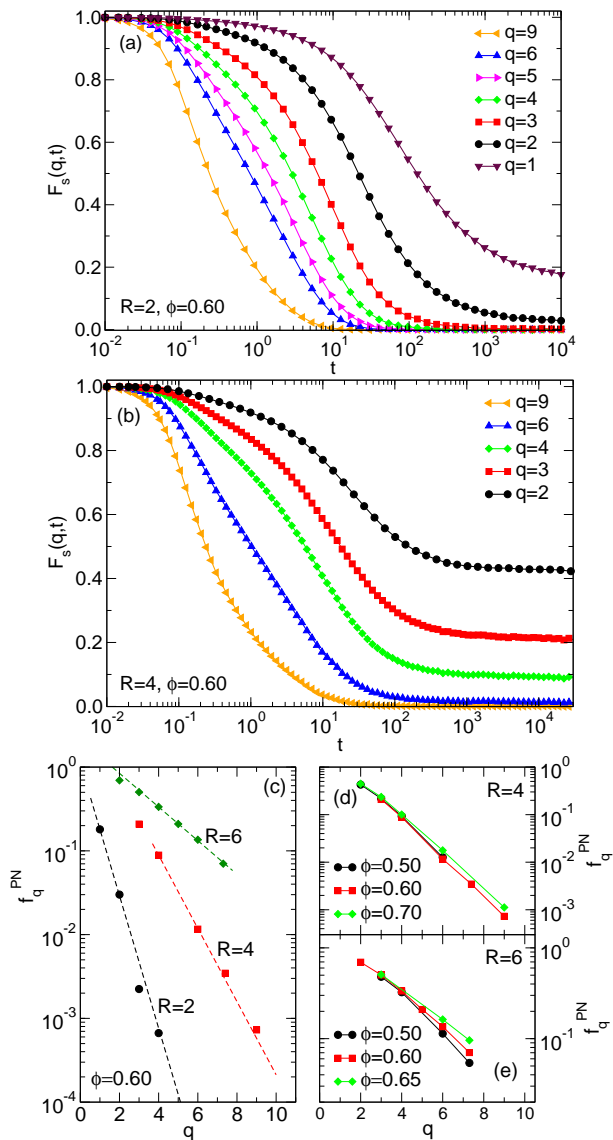 1.0
0.8
0.6
0.4
0.2
0.0
F_s(q,t)
(a)
q=9
q=6
q=5
q=4
q=3
q=2
q=1
R=2, ϕ=0.60
10^-2 10^-1 10^0 10^1 10^2 10^3 10^4
t
1.0
0.8
0.6
0.4
0.2
0.0
F_s(q,t)
(b)
q=9
q=6
q=4
q=3
q=2
R=4, ϕ=0.60
10^-2 10^-1 10^0 10^1 10^2 10^3 10^4
t
10^0
10^-1
10^-2
10^-3
10^-4
f_q^PN
(c)
R=6
R=4
R=2
ϕ=0.60
0 2 4 6 8 10
q
(d) R=4
ϕ=0.50
ϕ=0.60
ϕ=0.70
10^0
10^-1
10^-2
10^-3
f_q^PN
R=6
ϕ=0.50
ϕ=0.60
ϕ=0.65
(e)
10^0
10^-1
f_q^PN
0 2 4 6 8 10
q